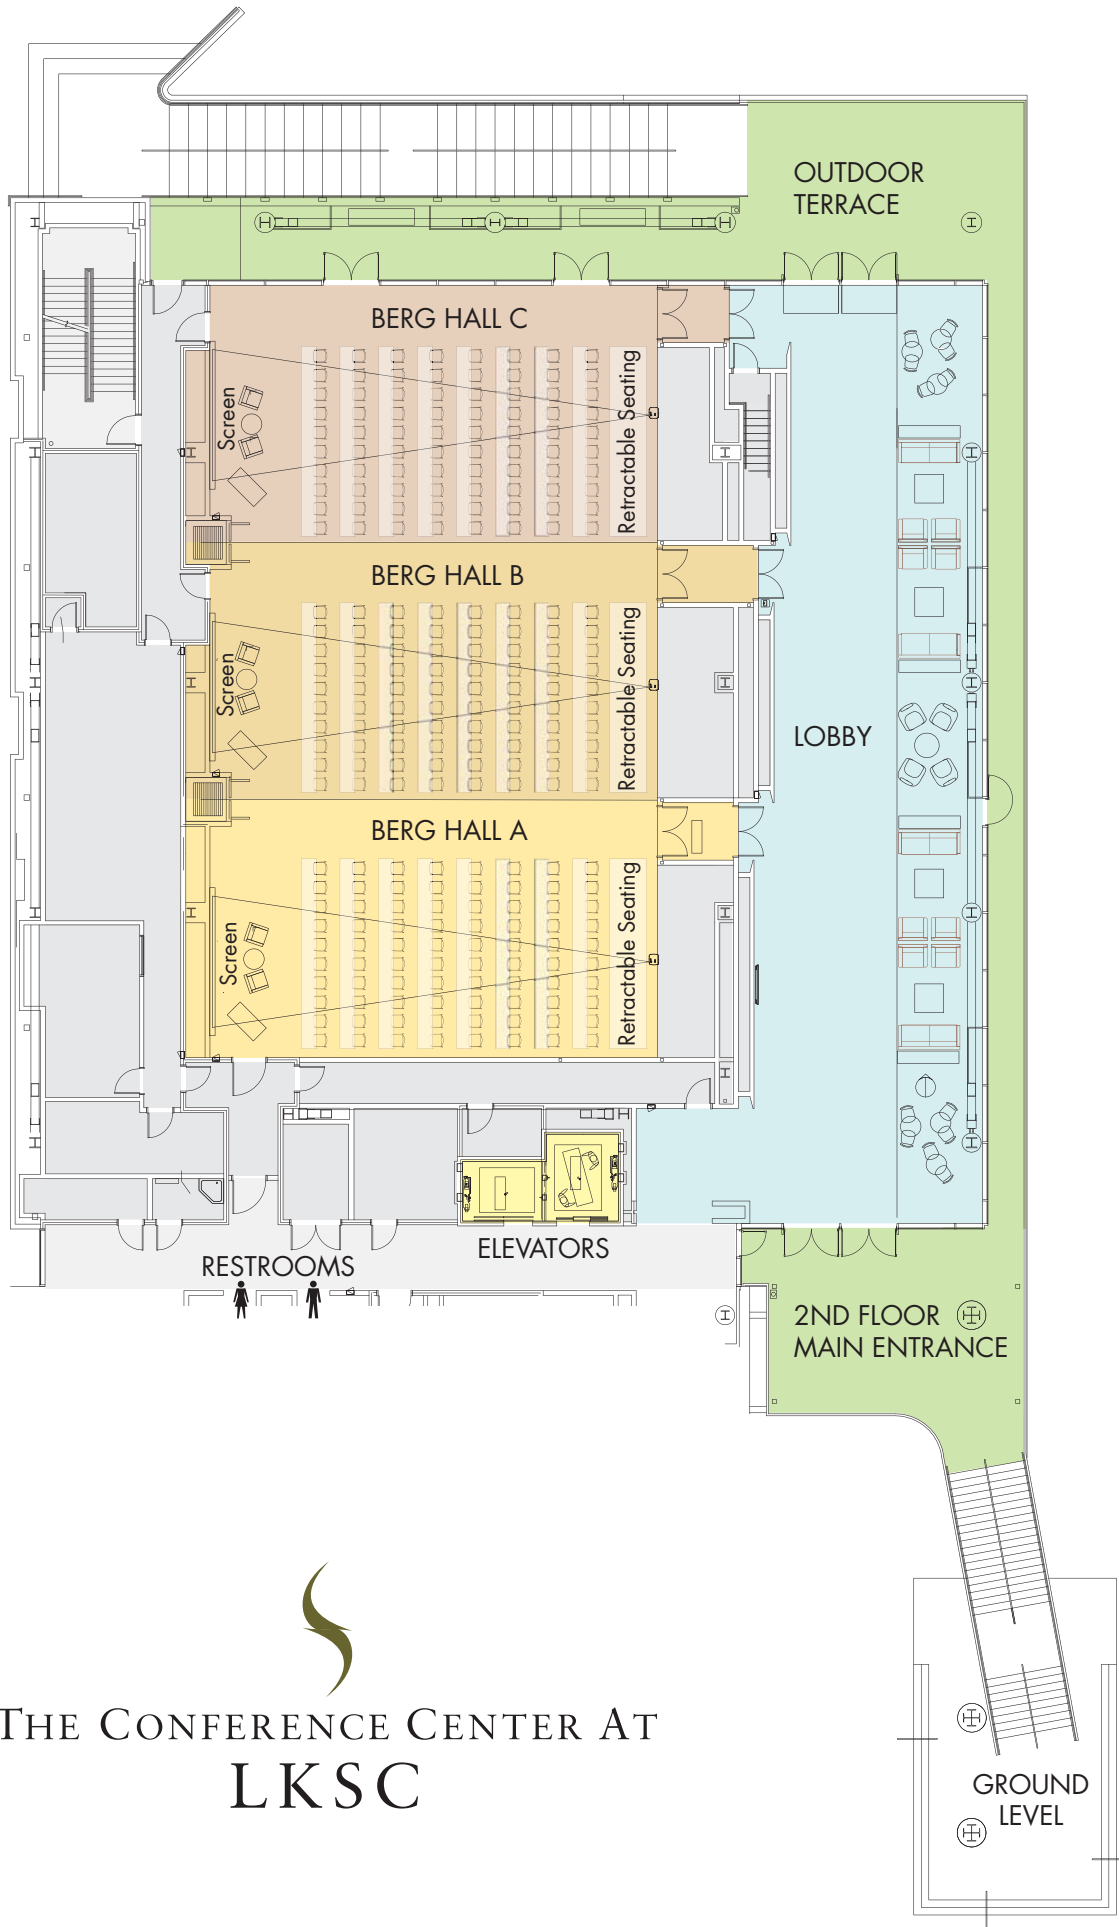 OUTDOOR
TERRACE
BERG HALL C
Screen
Retractable Seating
BERG HALL B
Screen
Retractable Seating
LOBBY
BERG HALL A
Screen
Retractable Seating
ELEVATORS
RESTROOMS
2ND FLOOR
MAIN ENTRANCE
THE CONFERENCE CENTER AT
LKSC
GROUND
LEVEL